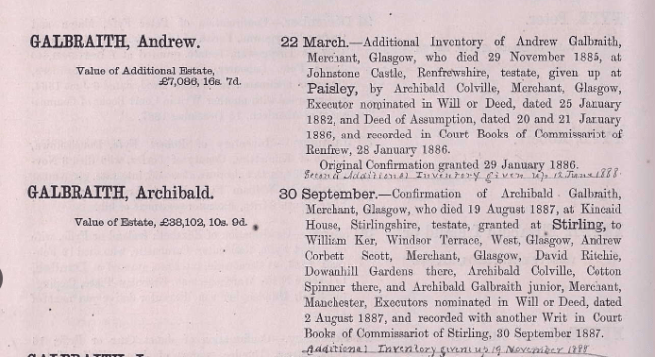 GALBRAITH, Andrew.
Value of Additional Estate,
£7,086, 16s. 7d.
22 March.—Additional Inventory of Andrew Galbraith,
Merchant, Glasgow, who died 29 November 1885, at
Johnstone Castle, Renfrewshire, testate, given up at
Paisley, by Archibald Colville, Merchant, Glasgow,
Executor nominated in Will or Deed, dated 25 January
1882, and Deed of Assumption, dated 20 and 21 January
1886, and recorded in Court Books of Commissariot of
Renfrew, 28 January 1886.
Original Confirmation granted 29 January 1886.
Second Additional Inventory given up 12 June 1888.
GALBRAITH, Archibald.
Value of Estate, £38,102, 10s. 9d.
30 September.—Confirmation of Archibald Galbraith,
Merchant, Glasgow, who died 19 August 1887, at Kincaid
House, Stirlingshire, testate, granted at Stirling, to
William Ker, Windsor Terrace, West, Glasgow, Andrew
Corbett Scott, Merchant, Glasgow, David Ritchie,
Dowanhill Gardens there, Archibald Colville, Cotton
Spinner there, and Archibald Galbraith junior, Merchant,
Manchester, Executors nominated in Will or Deed, dated
2 August 1887, and recorded with another Writ in Court
Books of Commissariot of Stirling, 30 September 1887.
Additional Inventory given up 19 November 1888